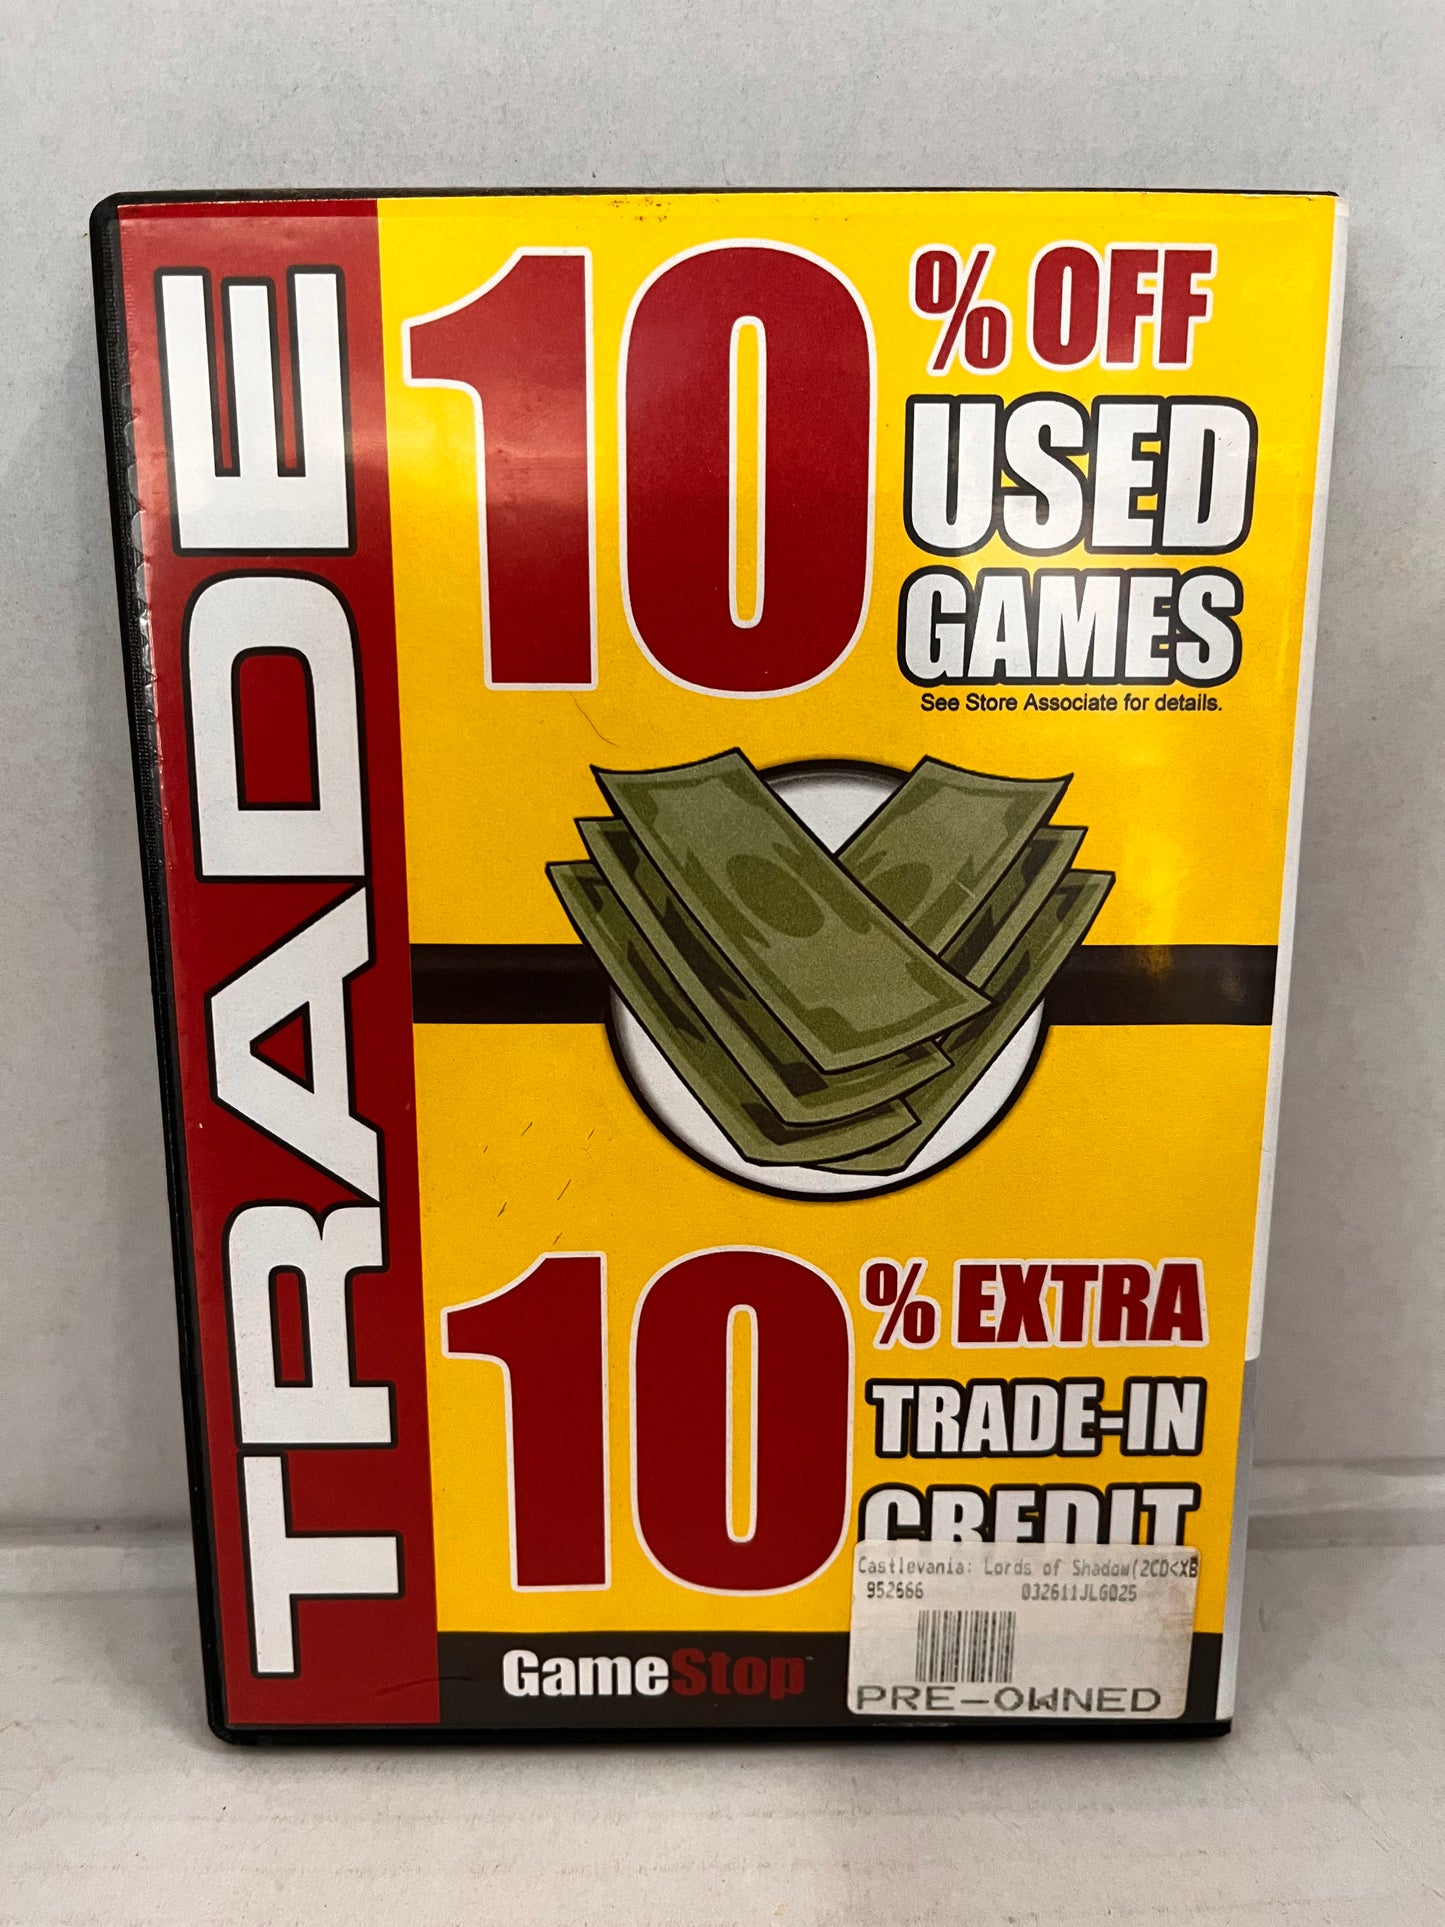 TRADE
10% OFF
USED
GAMES
See Store Associate for details.
10% EXTRA
TRADE-IN
CREDIT
Castlevania: Lords of Shadow(2CD<XB
952666 032611JLG025
PRE-OWNED
GameStop